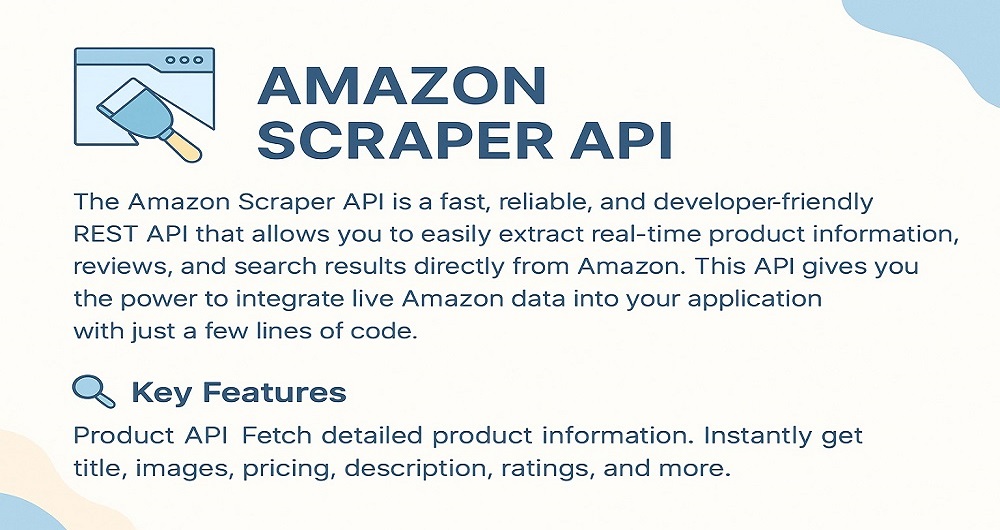 AMAZON
SCRAPER API
The Amazon Scraper API is a fast, reliable, and developer-friendly
REST API that allows you to easily extract real-time product information,
reviews, and search results directly from Amazon. This API gives you
the power to integrate live Amazon data into your application
with just a few lines of code.
Key Features
Product API Fetch detailed product information. Instantly get
title, images, pricing, description, ratings, and more.